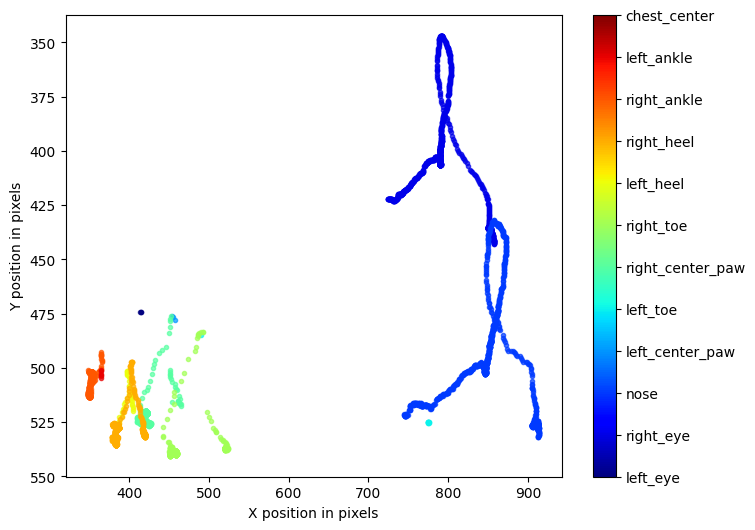 350
375
400
425
450
475
500
525
550
Y position in pixels
400
500
600
700
800
900
X position in pixels
chest_center
left_ankle
right_ankle
right_heel
left_heel
right_toe
right_center_paw
left_toe
left_center_paw
nose
right_eye
left_eye